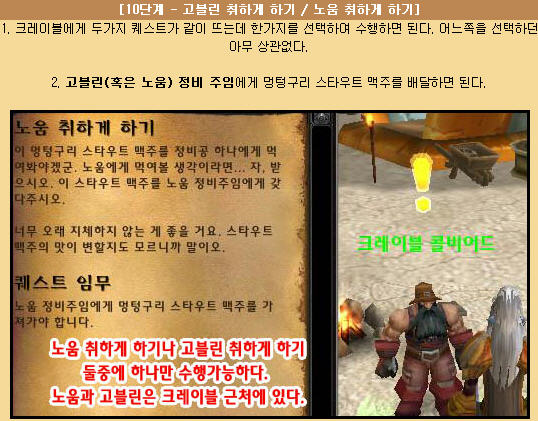 [10단계 - 고블린 취하게 하기 / 노움 취하게 하기]
1. 크레이블에게 두가지 퀘스트가 같이 뜨는데 한가지를 선택하여 수행하면 된다. 어느쪽을 선택하던
아무 상관없다.
2. 고블린(혹은 노움) 정비 주임에게 멍텅구리 스타우트 맥주를 배달하면 된다.
노움 취하게 하기
이 멍텅구리 스타우트 맥주를 정비공 하나에게 먹
여봐야겠군. 노움에게 먹여볼 생각이라면... 자, 받
으시오. 이 스타우트 맥주를 노움 정비주임에게 갖
다주시오.
너무 오래 지체하지 않는 게 좋을 거요. 스타우트
맥주의 맛이 변할지도 모르니까 말이오.
퀘스트 임무
노움 정비주임에게 멍텅구리 스타우트 맥주를 가
져가야 합니다.
노움 취하게 하기나 고블린 취하게 하기
둘중에 하나만 수행가능하다.
노움과 고블린은 크레이블 근처에 있다.
크레이블 콜비어드